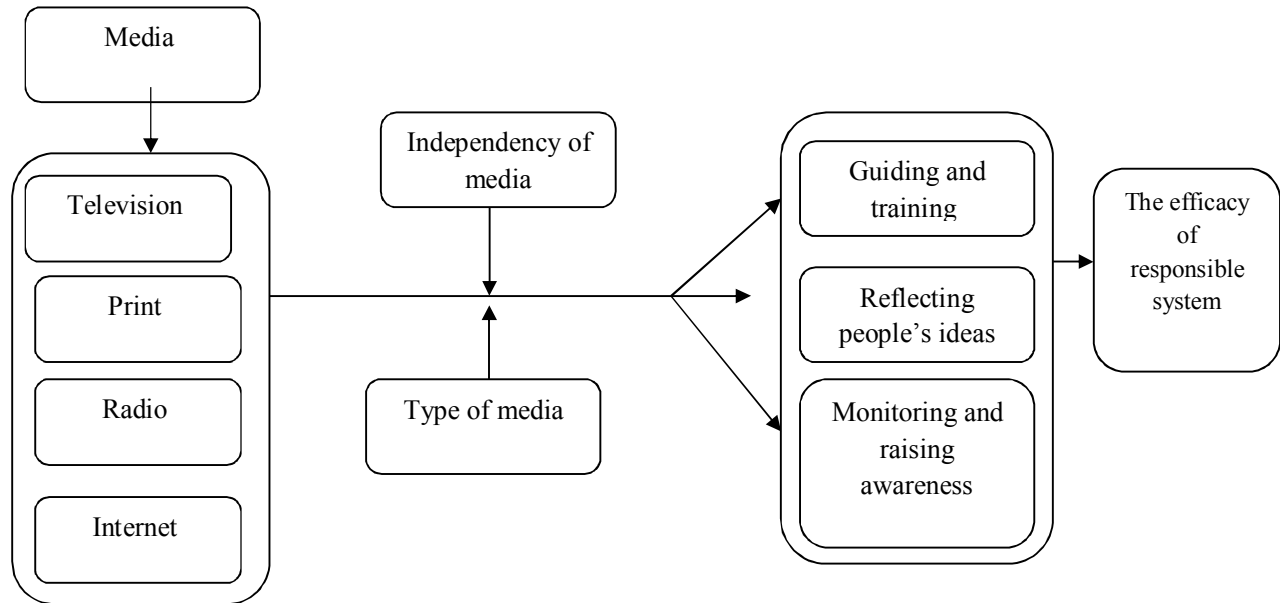 Media
Television
Print
Radio
Internet
Independency of
media
Type of media
Guiding and
training
Reflecting
people’s ideas
Monitoring and
raising
awareness
The efficacy
of
responsible
system